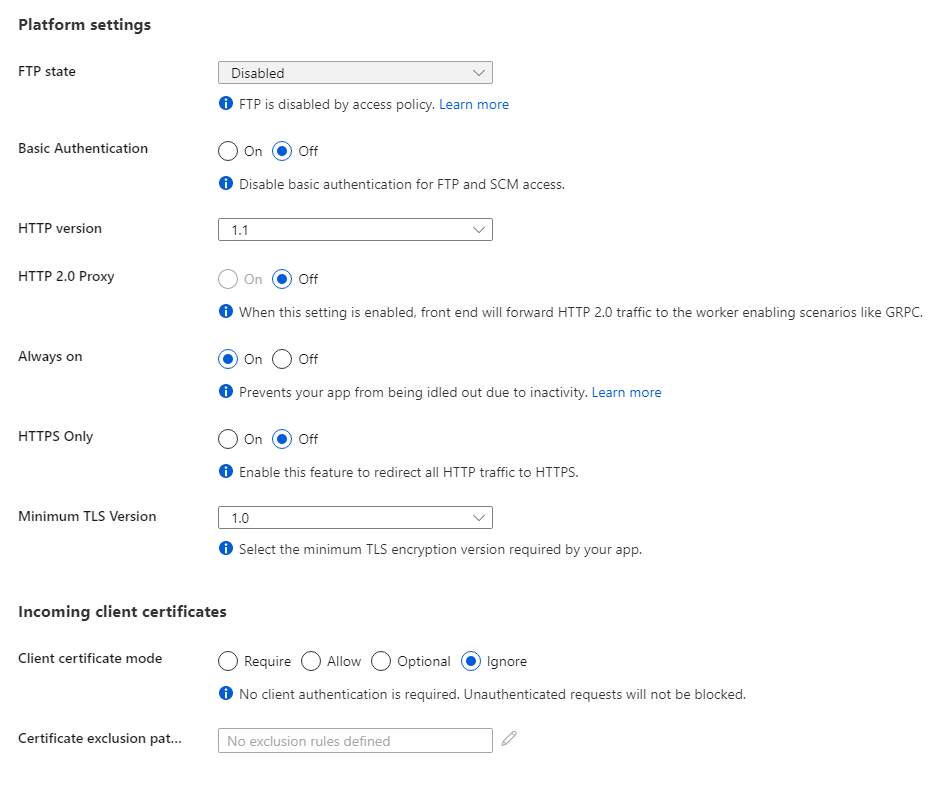 Platform settings
FTP state
Disabled
FTP is disabled by access policy. Learn more
Basic Authentication
On Off
Disable basic authentication for FTP and SCM access.
HTTP version
1.1
HTTP 2.0 Proxy
On Off
When this setting is enabled, front end will forward HTTP 2.0 traffic to the worker enabling scenarios like GRPC.
Always on
On Off
Prevents your app from being idled out due to inactivity. Learn more
HTTPS Only
On Off
Enable this feature to redirect all HTTP traffic to HTTPS.
Minimum TLS Version
1.0
Select the minimum TLS encryption version required by your app.
Incoming client certificates
Client certificate mode
Require Allow Optional Ignore
No client authentication is required. Unauthenticated requests will not be blocked.
Certificate exclusion pat...
No exclusion rules defined